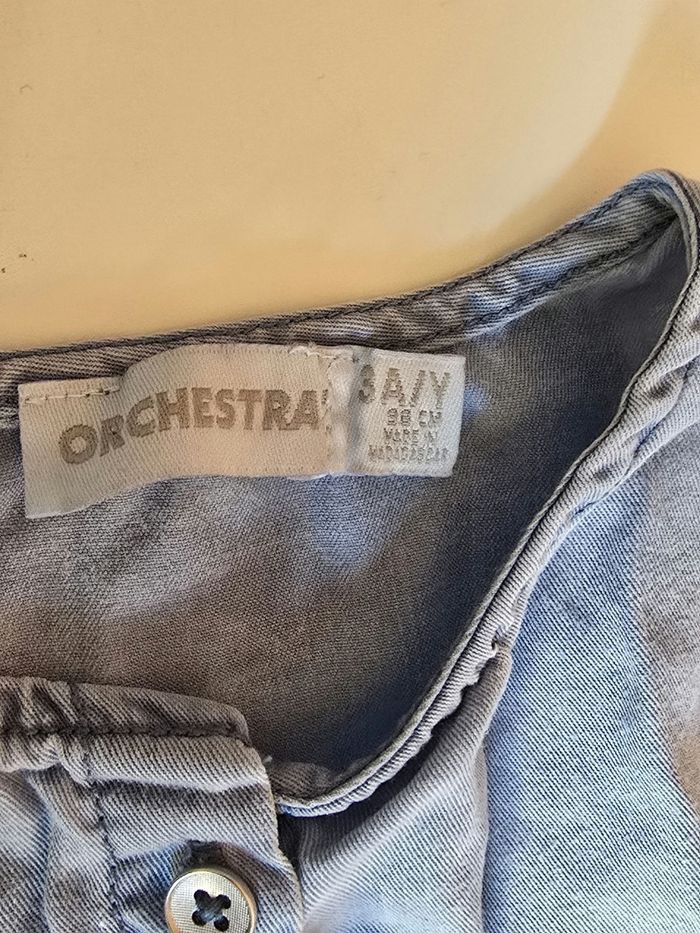 ORCHESTRA
3A/Y
98 CM
MADE IN
MADAGASCAR